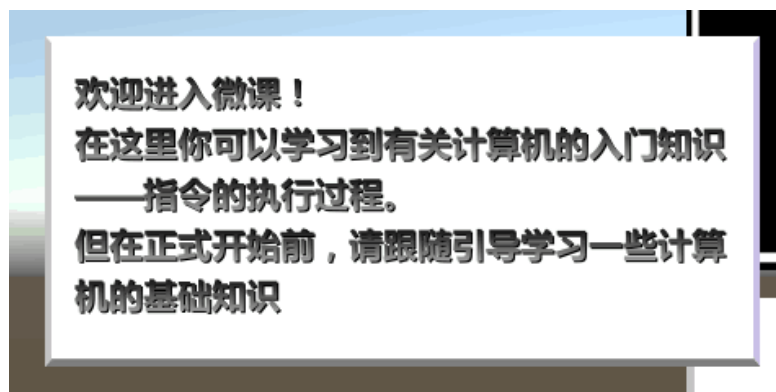 欢迎进入微课！
在这里你可以学习到有关计算机的入门知识
——指令的执行过程。
但在正式开始前，请跟随引导学习一些计算
机的基础知识